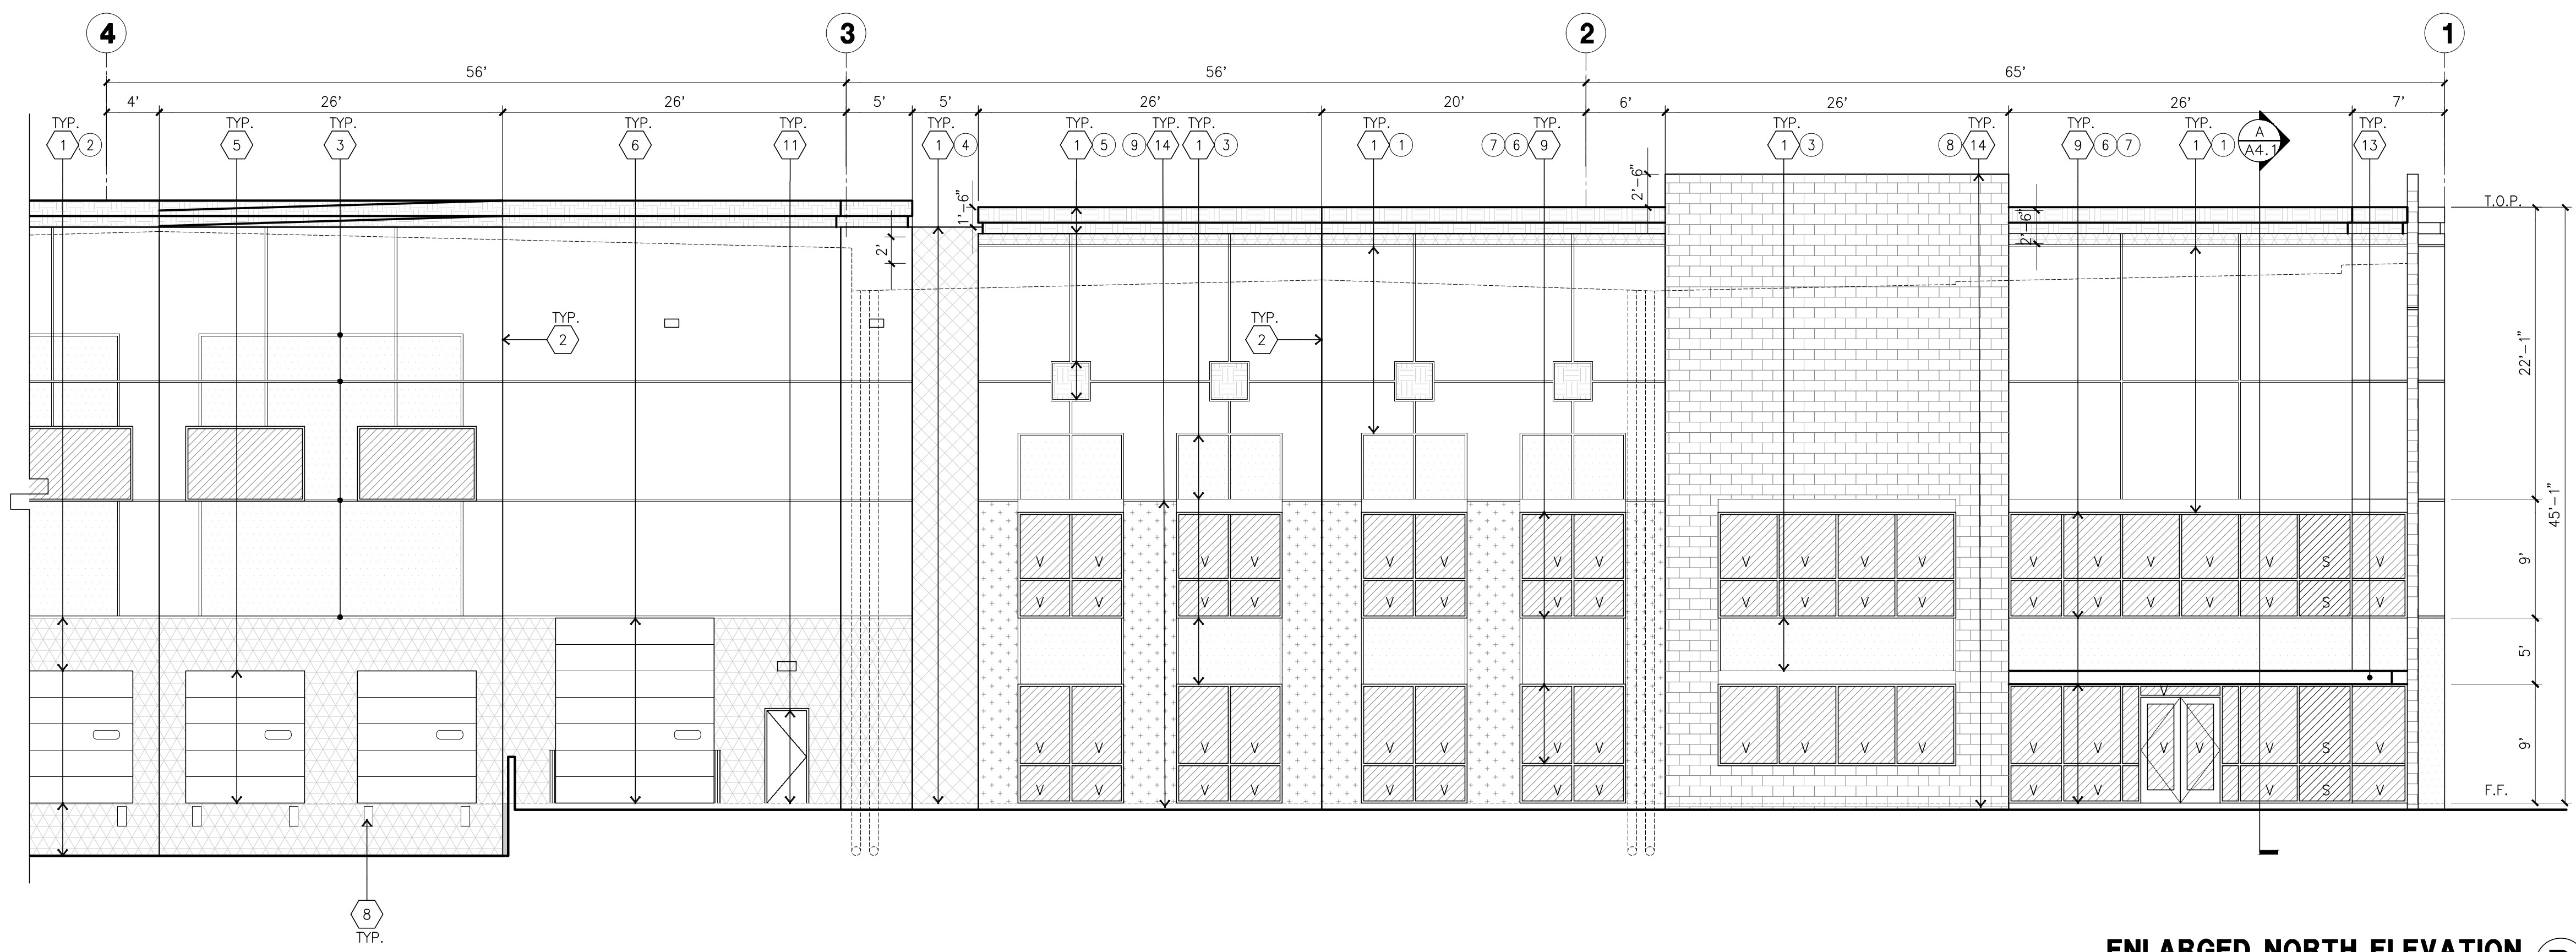 4 3 2 1
56' 56' 65'
4' 26' 26' 5' 5' 26' 20' 6' 26' 26' 7'
TYP. TYP. TYP. TYP. TYP. TYP. TYP. TYP. TYP. TYP. TYP. TYP. TYP. TYP. TYP. TYP. TYP.
1 2 5 3 6 11 1 4 1 5 9 14 1 3 1 1 7 6 9 1 3 8 14 9 6 7 1 1 A A4.1 13
1'-6" 2'-6" 2'-6" T.O.P.
2'
TYP. TYP.
2 2
22'-1"
45'-1"
V V V V V V V V V V V V V V V V V S V
9'
V V V V V V V V V V V V V V V V V S V
5'
V
V V V V V V V V V V V V V V V V V S V
9'
V V V V V V V V V V V S V
F.F.
8
TYP.
ENLARGED NORTH ELEVATION